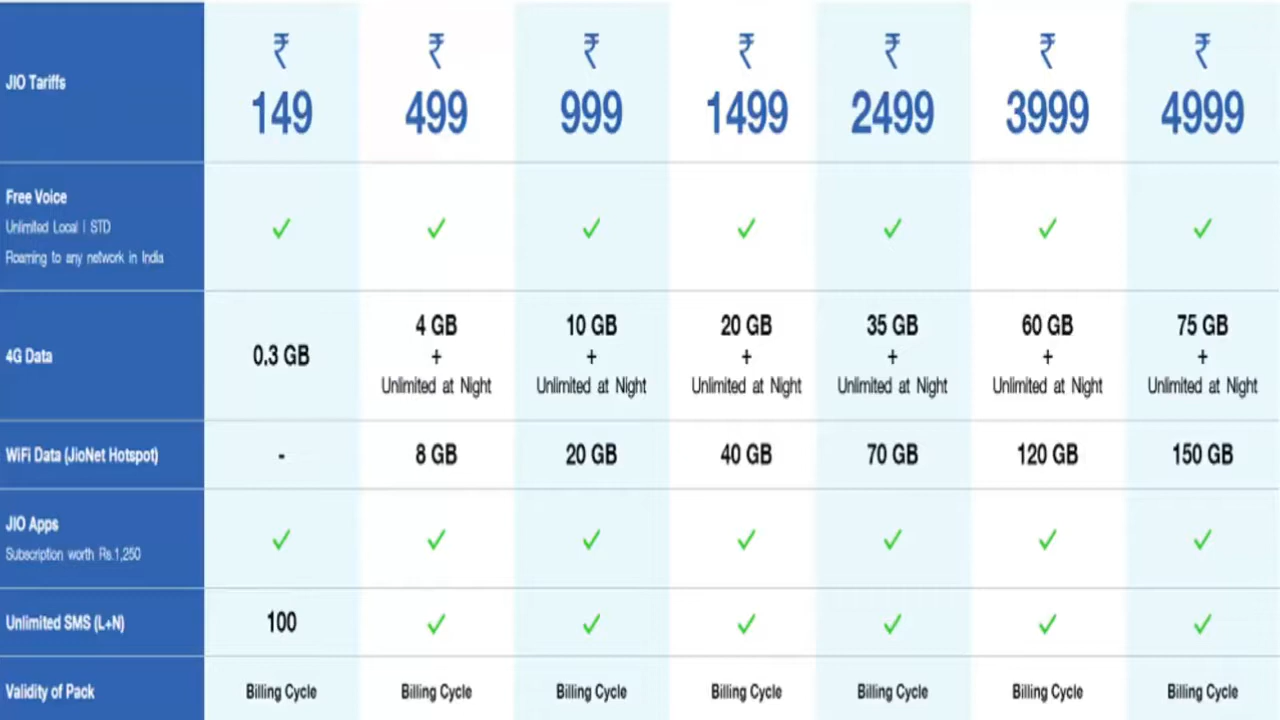 JIO Tariffs ₹ 149 ₹ 499 ₹ 999 ₹ 1499 ₹ 2499 ₹ 3999 ₹ 4999
Free Voice
Unlimited Local | STD
Roaming to any network in India
✓ ✓ ✓ ✓ ✓ ✓ ✓
4G Data
0.3 GB
4 GB + Unlimited at Night
10 GB + Unlimited at Night
20 GB + Unlimited at Night
35 GB + Unlimited at Night
60 GB + Unlimited at Night
75 GB + Unlimited at Night
WiFi Data (JioNet Hotspot) - 8 GB 20 GB 40 GB 70 GB 120 GB 150 GB
JIO Apps
Subscription worth Rs.1,250
✓ ✓ ✓ ✓ ✓ ✓ ✓
Unlimited SMS (L+N) 100 ✓ ✓ ✓ ✓ ✓ ✓
Validity of Pack Billing Cycle Billing Cycle Billing Cycle Billing Cycle Billing Cycle Billing Cycle Billing Cycle